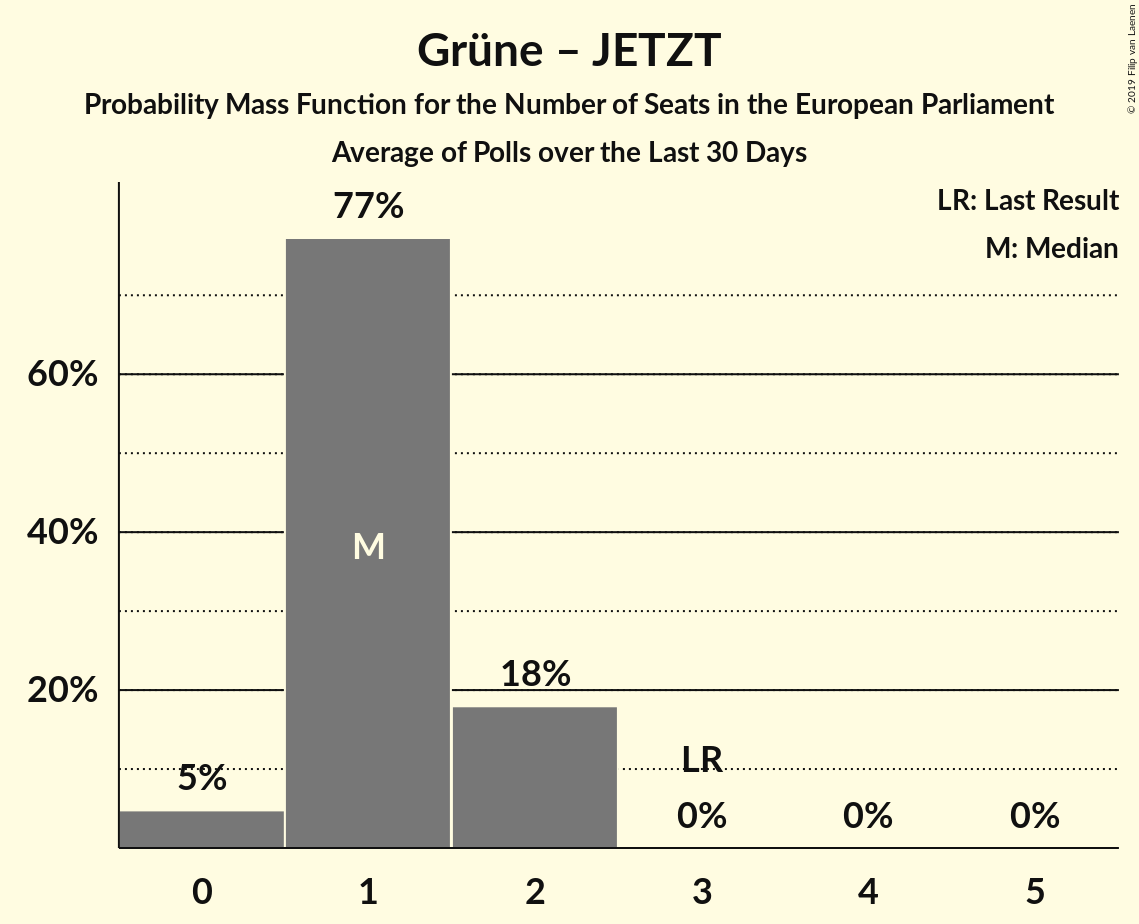 Grüne – JETZT
Probability Mass Function for the Number of Seats in the European Parliament
Average of Polls over the Last 30 Days
© 2019 Filip van Laenen
LR: Last Result
M: Median
77%
60%
40%
M
20%
18%
5%
LR
0%
0%
0%
0
1
2
3
4
5